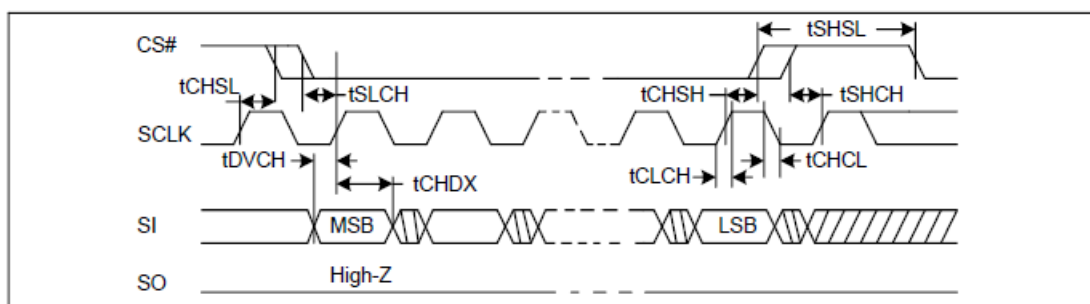 tSHSL
CS#
tCHSL
tSLCH
tCHSH
tSHCH
SCLK
tDVCH
tCHDX
tCLCH
tCHCL
SI
MSB
LSB
SO
High-Z